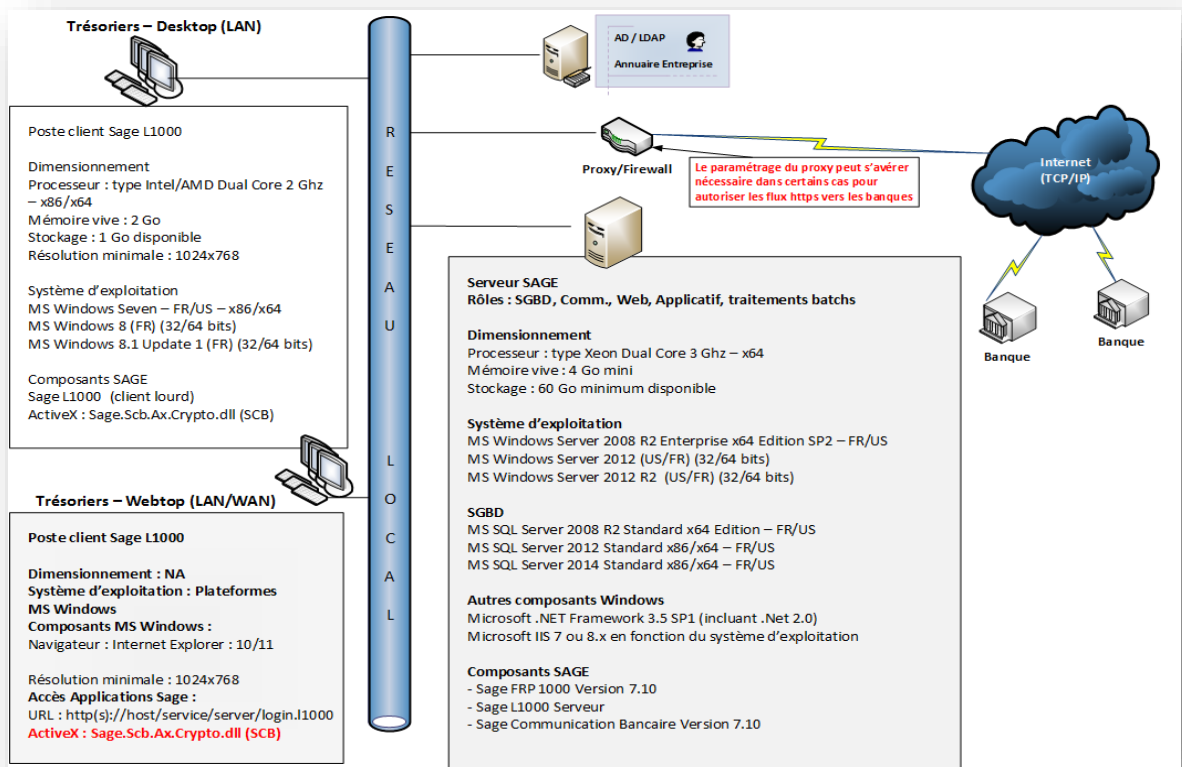 Trésoriers – Desktop (LAN)
Poste client Sage L1000
Dimensionnement
Processeur : type Intel/AMD Dual Core 2 Ghz
– x86/x64
Mémoire vive : 2 Go
Stockage : 1 Go disponible
Résolution minimale : 1024x768
Système d'exploitation
MS Windows Seven – FR/US – x86/x64
MS Windows 8 (FR) (32/64 bits)
MS Windows 8.1 Update 1 (FR) (32/64 bits)
Composants SAGE
Sage L1000 (client lourd)
ActiveX : Sage.Scb.Ax.Crypto.dll (SCB)
Trésoriers – Webtop (LAN/WAN)
Poste client Sage L1000
Dimensionnement : NA
Système d'exploitation : Plateformes
MS Windows
Composants MS Windows :
Navigateur : Internet Explorer : 10/11
Résolution minimale : 1024x768
Accès Applications Sage :
URL : http(s)://host/service/server/login.l1000
ActiveX : Sage.Scb.Ax.Crypto.dll (SCB)
R
E
S
E
A
U
L
O
C
A
L
AD / LDAP
Annuaire Entreprise
Proxy/Firewall
Le paramétrage du proxy peut s'avérer
nécessaire dans certains cas pour
autoriser les flux https vers les banques
Internet
(TCP/IP)
Banque
Banque
Serveur SAGE
Rôles : SGBD, Comm., Web, Applicatif, traitements batchs
Dimensionnement
Processeur : type Xeon Dual Core 3 Ghz – x64
Mémoire vive : 4 Go mini
Stockage : 60 Go minimum disponible
Système d'exploitation
MS Windows Server 2008 R2 Enterprise x64 Edition SP2 – FR/US
MS Windows Server 2012 (US/FR) (32/64 bits)
MS Windows Server 2012 R2 (US/FR) (32/64 bits)
SGBD
MS SQL Server 2008 R2 Standard x64 Edition – FR/US
MS SQL Server 2012 Standard x86/x64 – FR/US
MS SQL Server 2014 Standard x86/x64 – FR/US
Autres composants Windows
Microsoft .NET Framework 3.5 SP1 (incluant .Net 2.0)
Microsoft IIS 7 ou 8.x en fonction du système d'exploitation
Composants SAGE
- Sage FRP 1000 Version 7.10
- Sage L1000 Serveur
- Sage Communication Bancaire Version 7.10